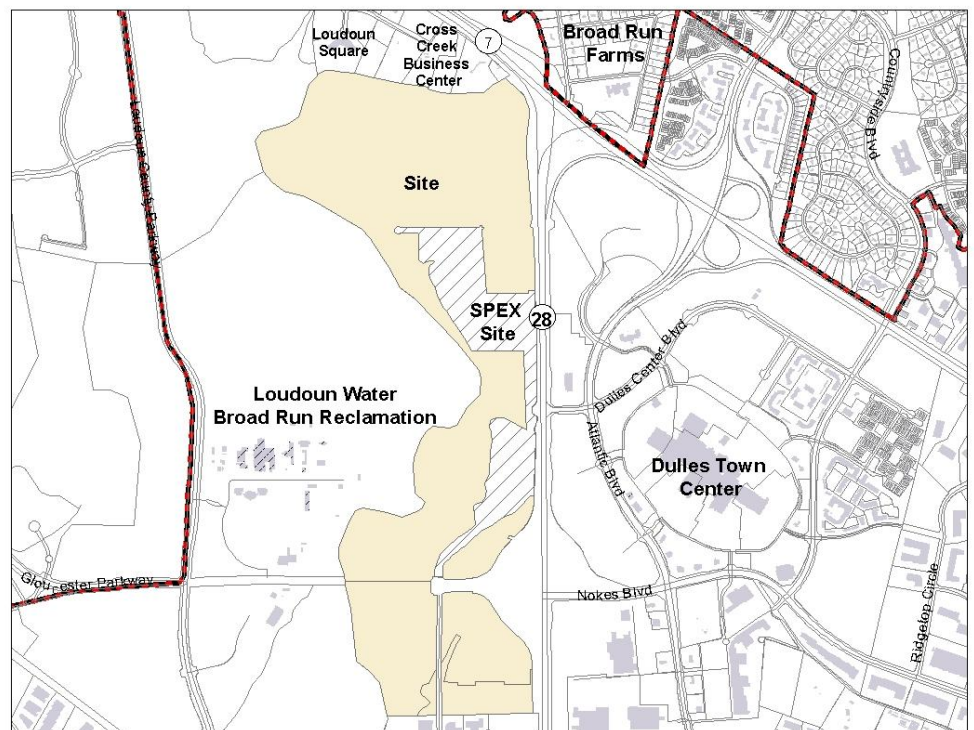 Loudoun
Square
Cross
Creek
Business
Center
7
Broad Run
Farms
Countryside Blvd
Loudoun County Parkway
Site
SPEX
Site
28
Dulles Center Blvd
Loudoun Water
Broad Run Reclamation
Atlantic Blvd
Dulles Town
Center
Gloucester Parkway
Nokes Blvd
Ridgetop Circle